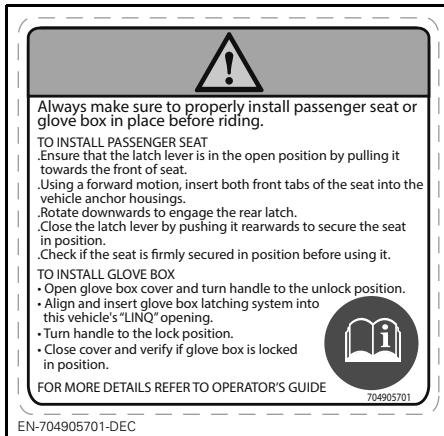 Always make sure to properly install passenger seat or
glove box in place before riding.
TO INSTALL PASSENGER SEAT
.Ensure that the latch lever is in the open position by pulling it
towards the front of seat.
.Using a forward motion, insert both front tabs of the seat into the
vehicle anchor housings.
.Rotate downwards to engage the rear latch.
.Close the latch lever by pushing it rearwards to secure the seat
in position.
.Check if the seat is firmly secured in position before using it.
TO INSTALL GLOVE BOX
• Open glove box cover and turn handle to the unlock position.
• Align and insert glove box latching system into
this vehicle's "LINQ" opening.
• Turn handle to the lock position.
• Close cover and verify if glove box is locked
in position.
FOR MORE DETAILS REFER TO OPERATOR'S GUIDE
704905701
EN-704905701-DEC